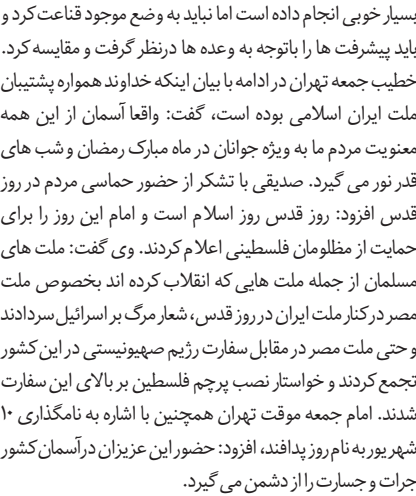 بسیار خوبی انجام داده است اما نباید به وضع موجود قناعت کرد و
باید پیشرفت ها را باتوجه به وعده ها درنظر گرفت و مقایسه کرد.
خطیب جمعه تهران در ادامه با بیان اینکه خداوند همواره پشتیبان
ملت ایران اسلامی بوده است، گفت: واقعا آسمان از این همه
معنویت مردم ما به ویژه جوانان در ماه مبارک رمضان و شب های
قدر نور می گیرد. صدیقی با تشکر از حضور حماسی مردم در روز
قدس افزود: روز قدس روز اسلام است و امام این روز را برای
حمایت از مظلومان فلسطینی اعلام کردند. وی گفت: ملت های
مسلمان از جمله ملت هایی که انقلاب کرده اند بخصوص ملت
مصر درکنار ملت ایران در روز قدس، شعار مرگ بر اسرائیل سردادند
و حتی ملت مصر در مقابل سفارت رژیم صهیونیستی در این کشور
تجمع کردند و خواستار نصب پرچم فلسطین بر بالای این سفارت
شدند. امام جمعه موقت تهران همچنین با اشاره به نامگذاری ۱۰
شهریور به نام روز پدافند، افزود: حضور این عزیزان درآسمان کشور
جرات و جسارت را از دشمن می گیرد.